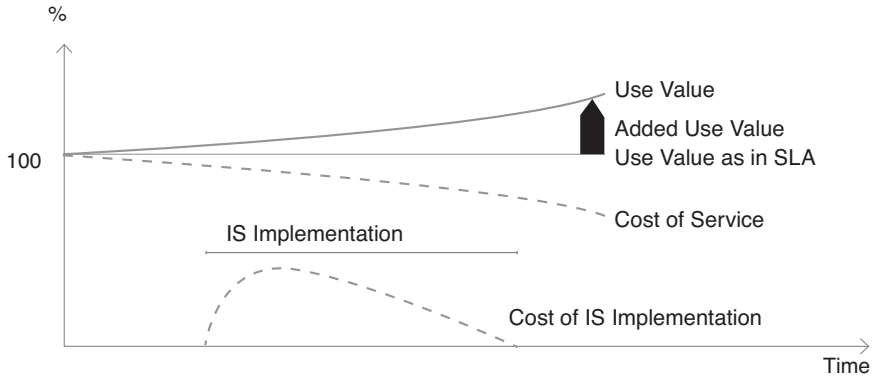 %
Use Value
Added Use Value
100
Use Value as in SLA
Cost of Service
IS Implementation
Cost of IS Implementation
Time